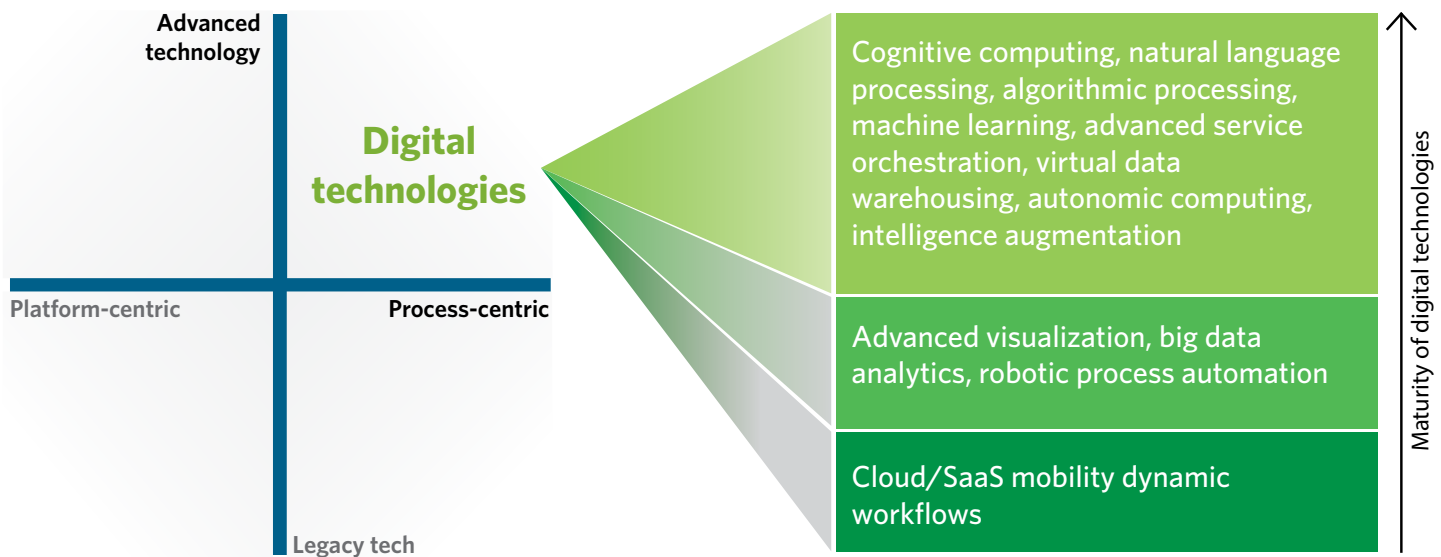 Advanced
technology
Digital
technologies
Platform-centric
Process-centric
Legacy tech
Cognitive computing, natural language
processing, algorithmic processing,
machine learning, advanced service
orchestration, virtual data
warehousing, autonomic computing,
intelligence augmentation
Advanced visualization, big data
analytics, robotic process automation
Cloud/SaaS mobility dynamic
workflows
Maturity of digital technologies